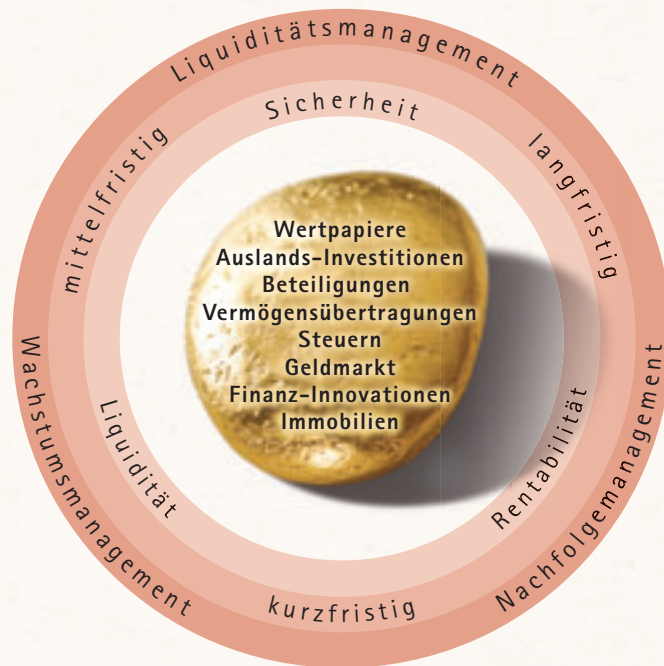 Liquiditätsmanagement
Sicherheit
mittelfristig
langfristig
Wertpapiere
Auslands-Investitionen
Beteiligungen
Vermögensübertragungen
Steuern
Geldmarkt
Finanz-Innovationen
Immobilien
Wachstumsmanagement
Liquidität
Rentabilität
Nachfolgemanagement
kurzfristig